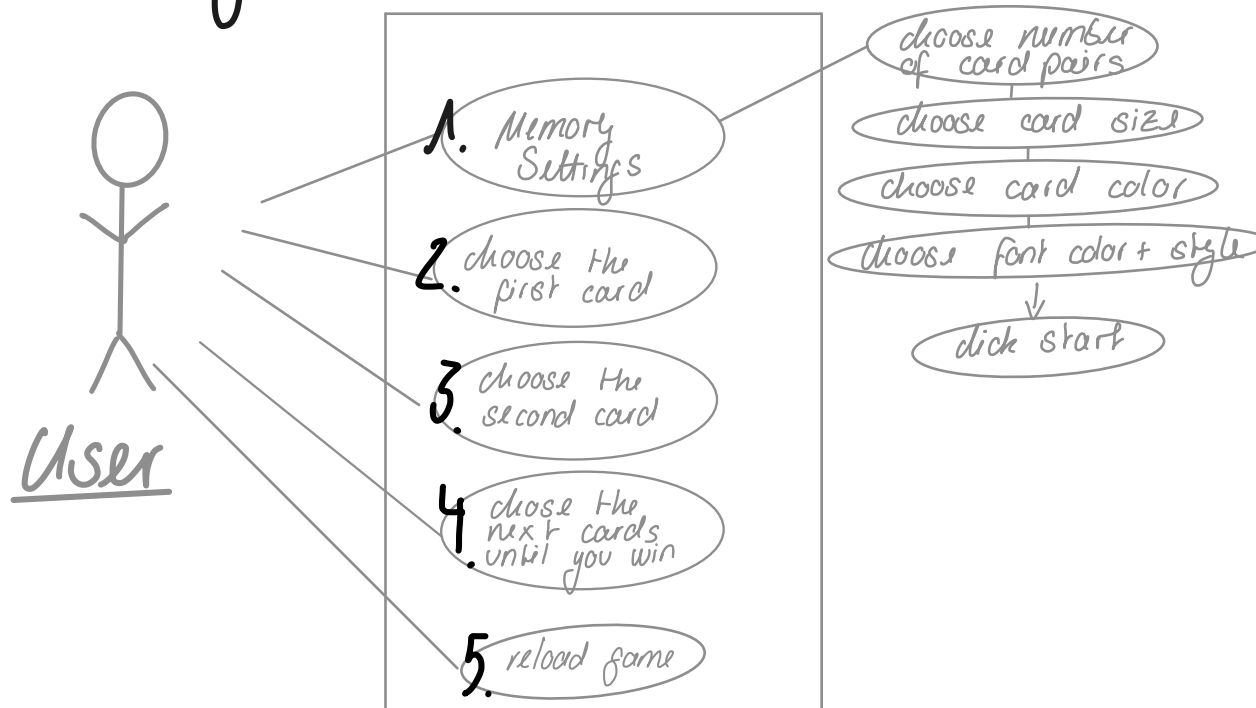 User
1. Memory
Settings
2. choose the
first card
3. choose the
second card
4. chose the
next cards
until you win
5. reload game
choose number
of card pairs
choose card size
choose card color
choose font color + style
click start